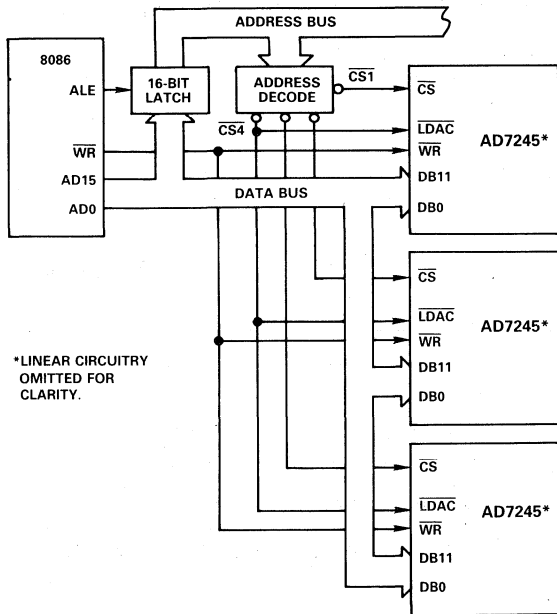 ADDRESS BUS
8086
ALE
16-BIT
LATCH
ADDRESS
DECODE
CS1
CS4
WR
AD15
AD0
DATA BUS
CS
LDAC
WR
DB11
DB0
AD7245*
CS
LDAC
WR
DB11
DB0
AD7245*
*LINEAR CIRCUITRY
OMITTED FOR
CLARITY.
CS
LDAC
WR
DB11
DB0
AD7245*